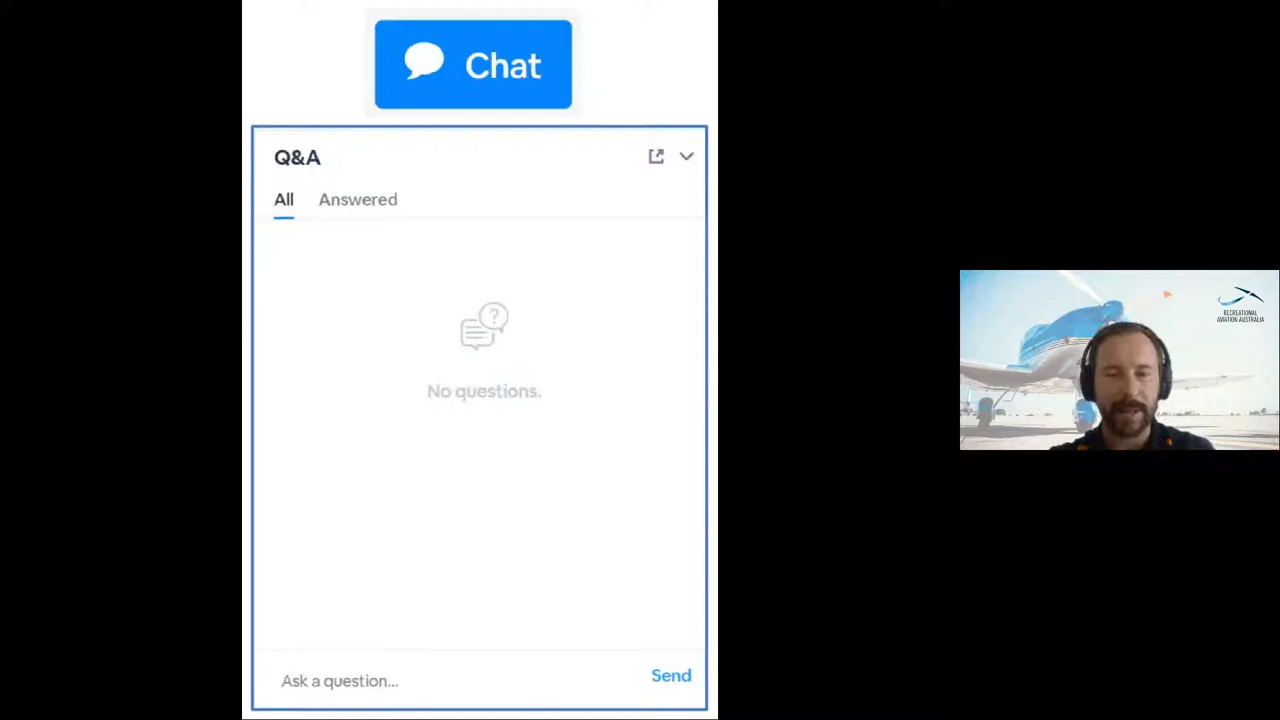 Chat
Q&A
All Answered
No questions.
Ask a question...
Send
RECREATIONAL
AVIATION AUSTRALIA